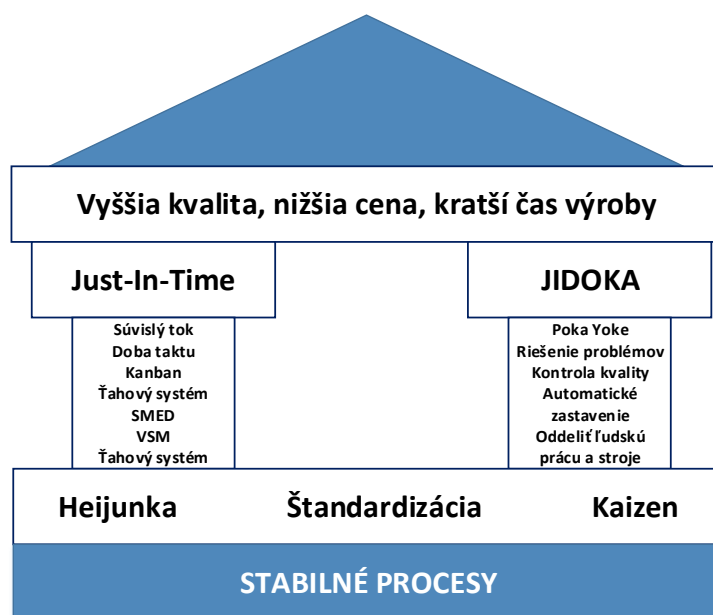 Vyššia kvalita, nižšia cena, kratší čas výroby
Just-In-Time
JIDOKA
Súvislý tok
Doba taktu
Kanban
Ťahový systém
SMED
VSM
Ťahový systém
Poka Yoke
Riešenie problémov
Kontrola kvality
Automatické
zastavenie
Oddeliť ľudskú
prácu a stroje
Heijunka
Štandardizácia
Kaizen
STABILNÉ PROCESY